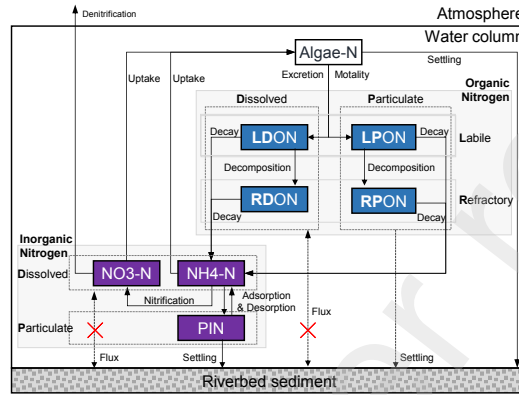 Denitrification
Atmosphere
Water column
Algae-N
Uptake
Uptake
Excretion
Motality
Settling
Organic
Nitrogen
Dissolved
Particulate
Decay
LDON
LPON
Decay
Labile
Decomposition
Decomposition
RDON
RPON
Refractory
Decay
Decay
Inorganic
Nitrogen
Dissolved
NO3-N
NH4-N
Nitrification
Adsorption
& Desorption
Particulate
PIN
Flux
Flux
Settling
Settling
Riverbed sediment